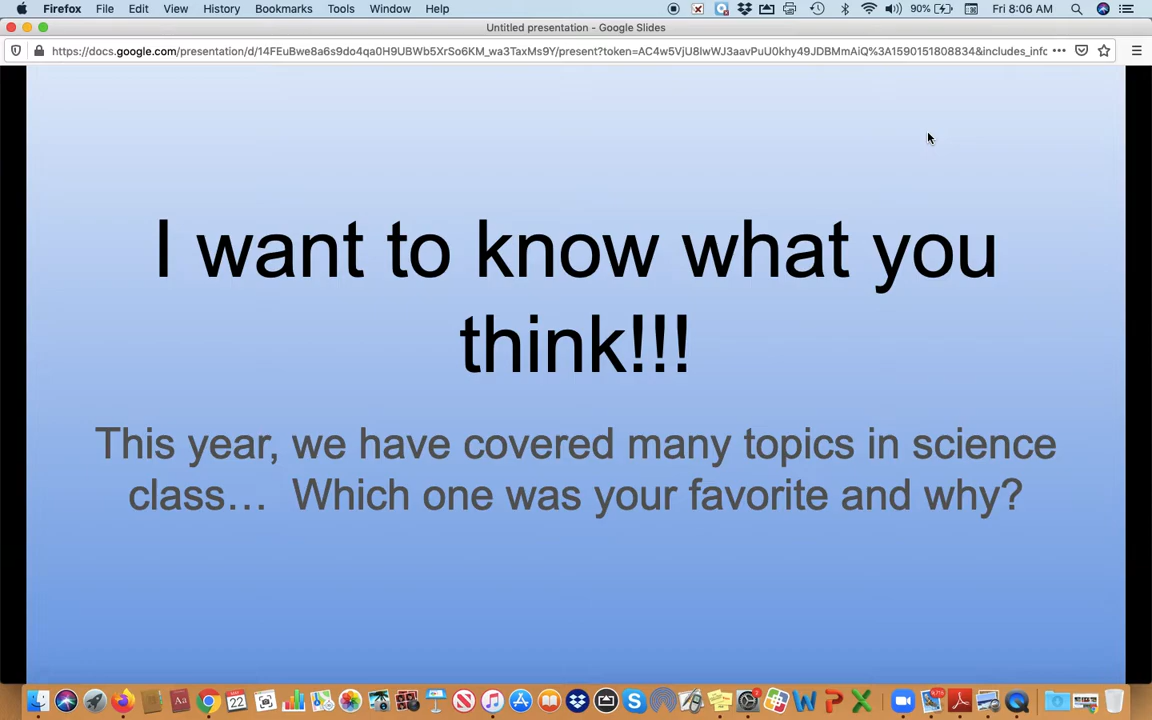 Firefox File Edit View History Bookmarks Tools Window Help 90% Fri 8:06 AM
Untitled presentation - Google Slides
https://docs.google.com/presentation/d/14FEuBwe8a6s9do4qa0H9UBWb5XrSo6KM_wa3TaxMs9Y/present?token=AC4w5VjU8lwWJ3aavPuU0khy49JDBMmAiQ%3A1590151808834&includes_info
I want to know what you
think!!!
This year, we have covered many topics in science
class… Which one was your favorite and why?